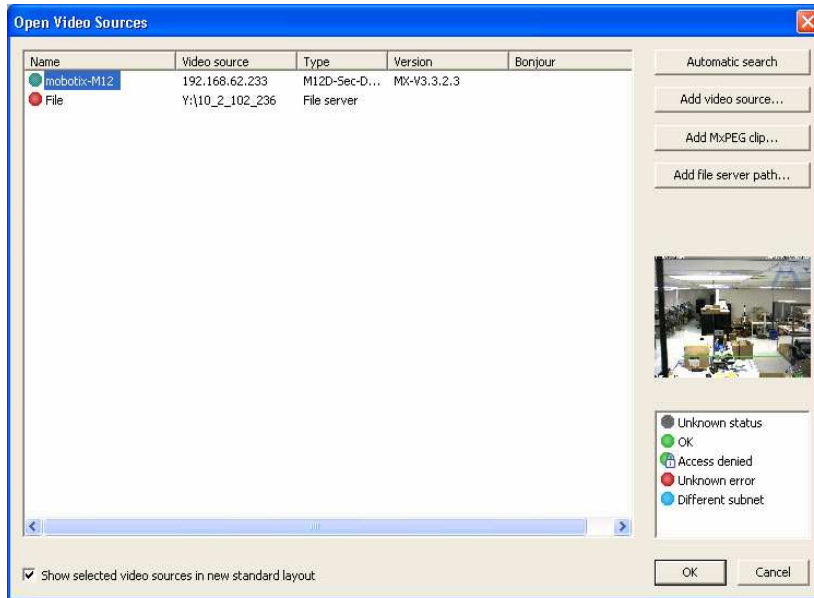 Open Video Sources
Name Video source Type Version Bonjour
mobotix-M12 192.168.62.233 M12D-Sec-D... MX-V3.3.2.3
File Y:\10_2_102_236 File server
Automatic search
Add video source...
Add MxPEG clip...
Add file server path...
Unknown status
OK
Access denied
Unknown error
Different subnet
Show selected video sources in new standard layout
OK Cancel